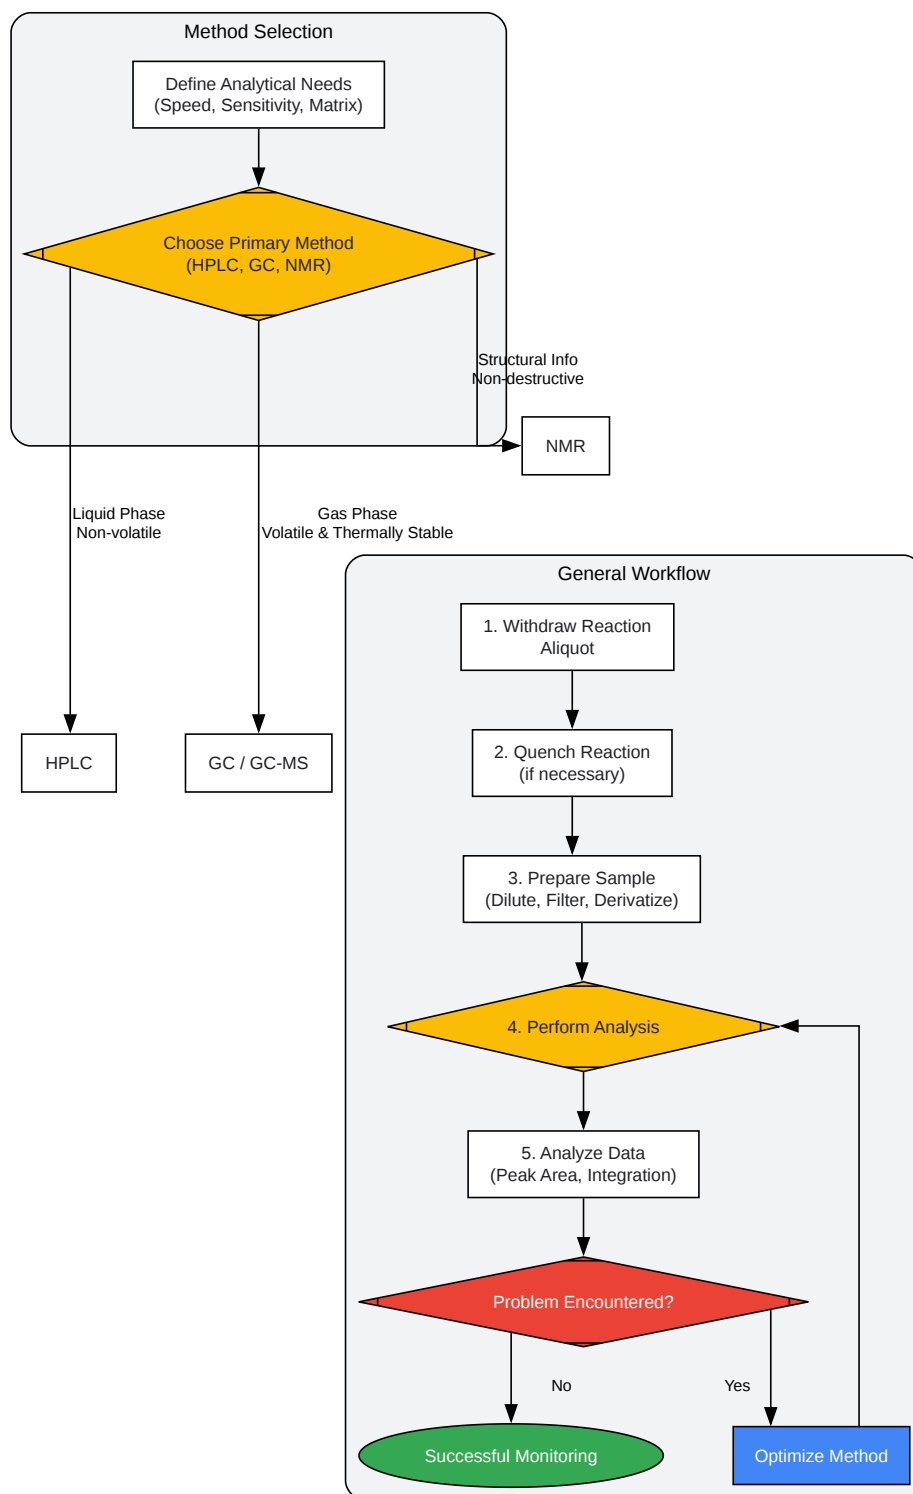 Method Selection
Define Analytical Needs
(Speed, Sensitivity, Matrix)
Choose Primary Method
(HPLC, GC, NMR)
Structural Info
Non-destructive
NMR
Liquid Phase
Non-volatile
Gas Phase
Volatile & Thermally Stable
HPLC
GC / GC-MS
General Workflow
1. Withdraw Reaction
Aliquot
2. Quench Reaction
(if necessary)
3. Prepare Sample
(Dilute, Filter, Derivatize)
4. Perform Analysis
5. Analyze Data
(Peak Area, Integration)
Problem Encountered?
No
Yes
Successful Monitoring
Optimize Method